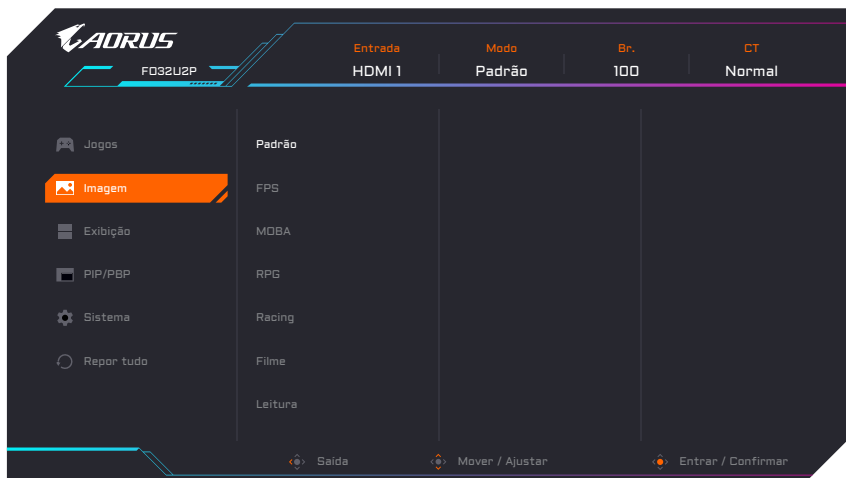 AORUS
FO32U2P
Entrada Modo Br. CT
HDMI 1 Padrão 100 Normal
Jogos Padrão
Imagem FPS
Exibição MOBA
PIP/PBP RPG
Sistema Racing
Repor tudo Filme
Leitura
Saída Mover / Ajustar Entrar / Confirmar